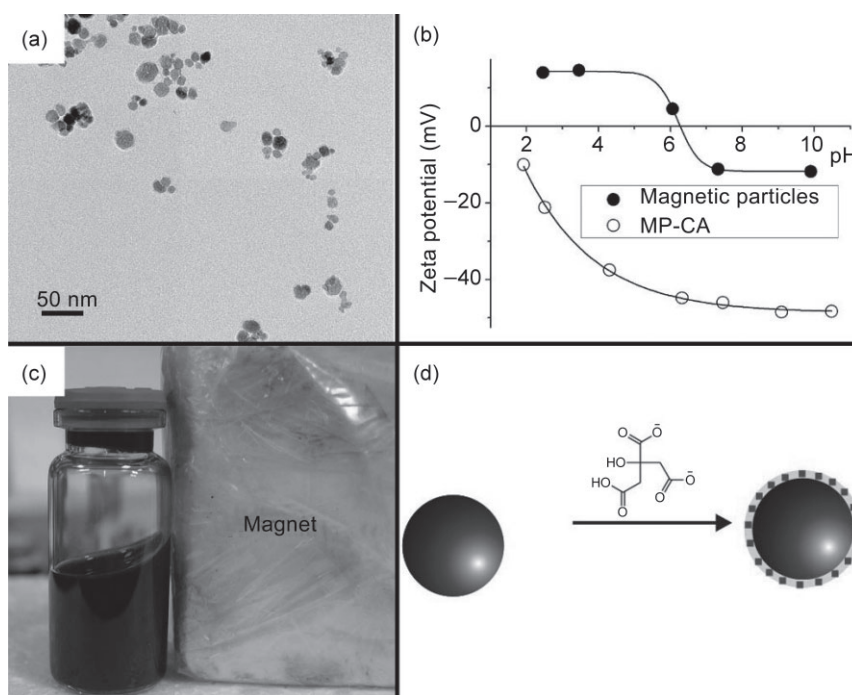 (a)
50 nm
(b)
Zeta potential (mV)
0
−20
−40
2
4
6
8
10
pH
Magnetic particles
MP-CA
(c)
Magnet
(d)
O
O
-
HO
HO
O
-
O
O